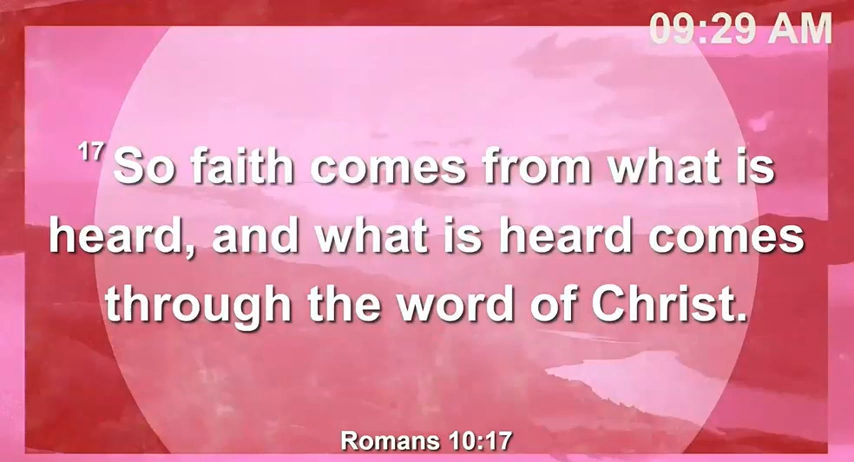 09:29 AM
17 So faith comes from what is
heard, and what is heard comes
through the word of Christ.
Romans 10:17